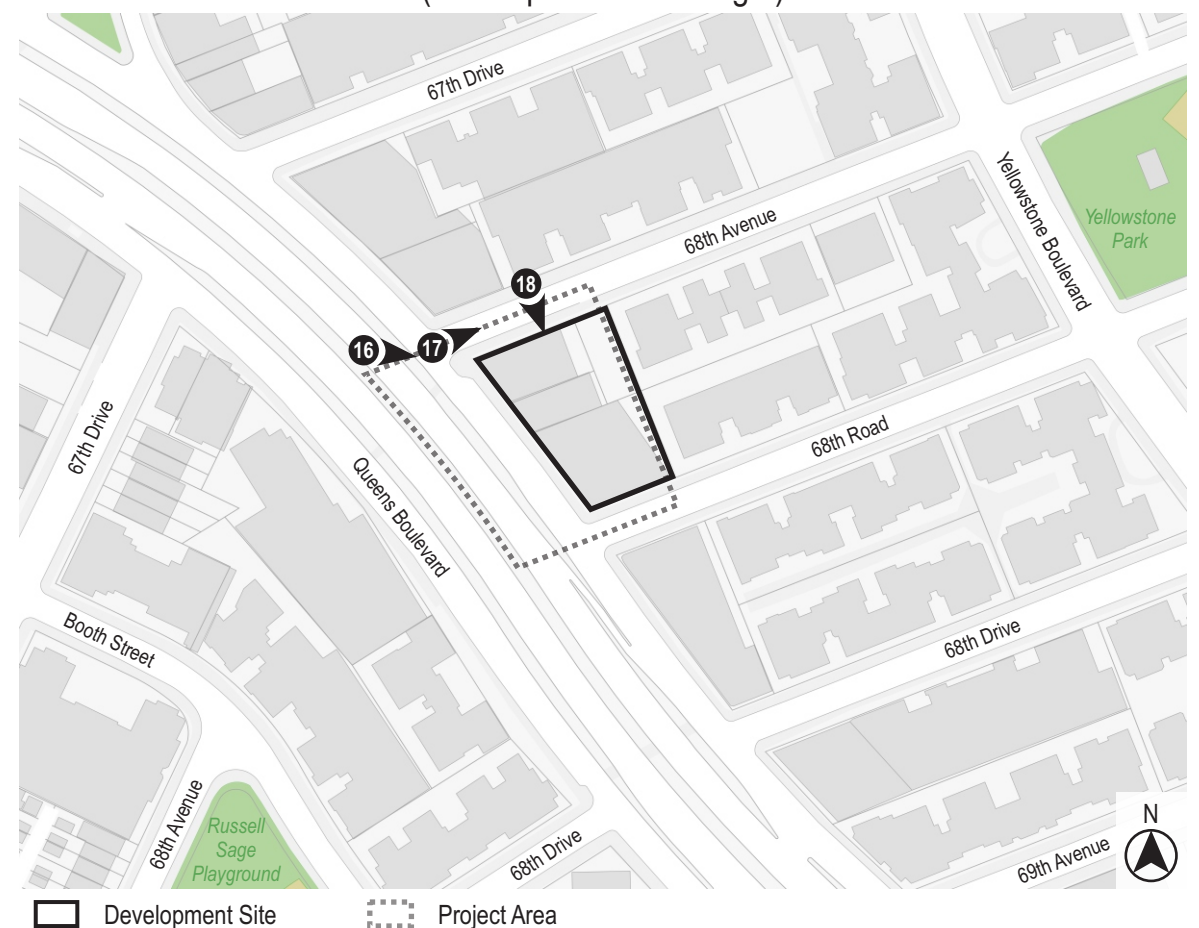 67th Drive
68th Avenue
Yellowstone Boulevard
Yellowstone
Park
18
16
17
67th Drive
Queens Boulevard
68th Road
Booth Street
68th Drive
68th Avenue
Russell
Sage
Playground
68th Drive
69th Avenue
N
Development Site
Project Area